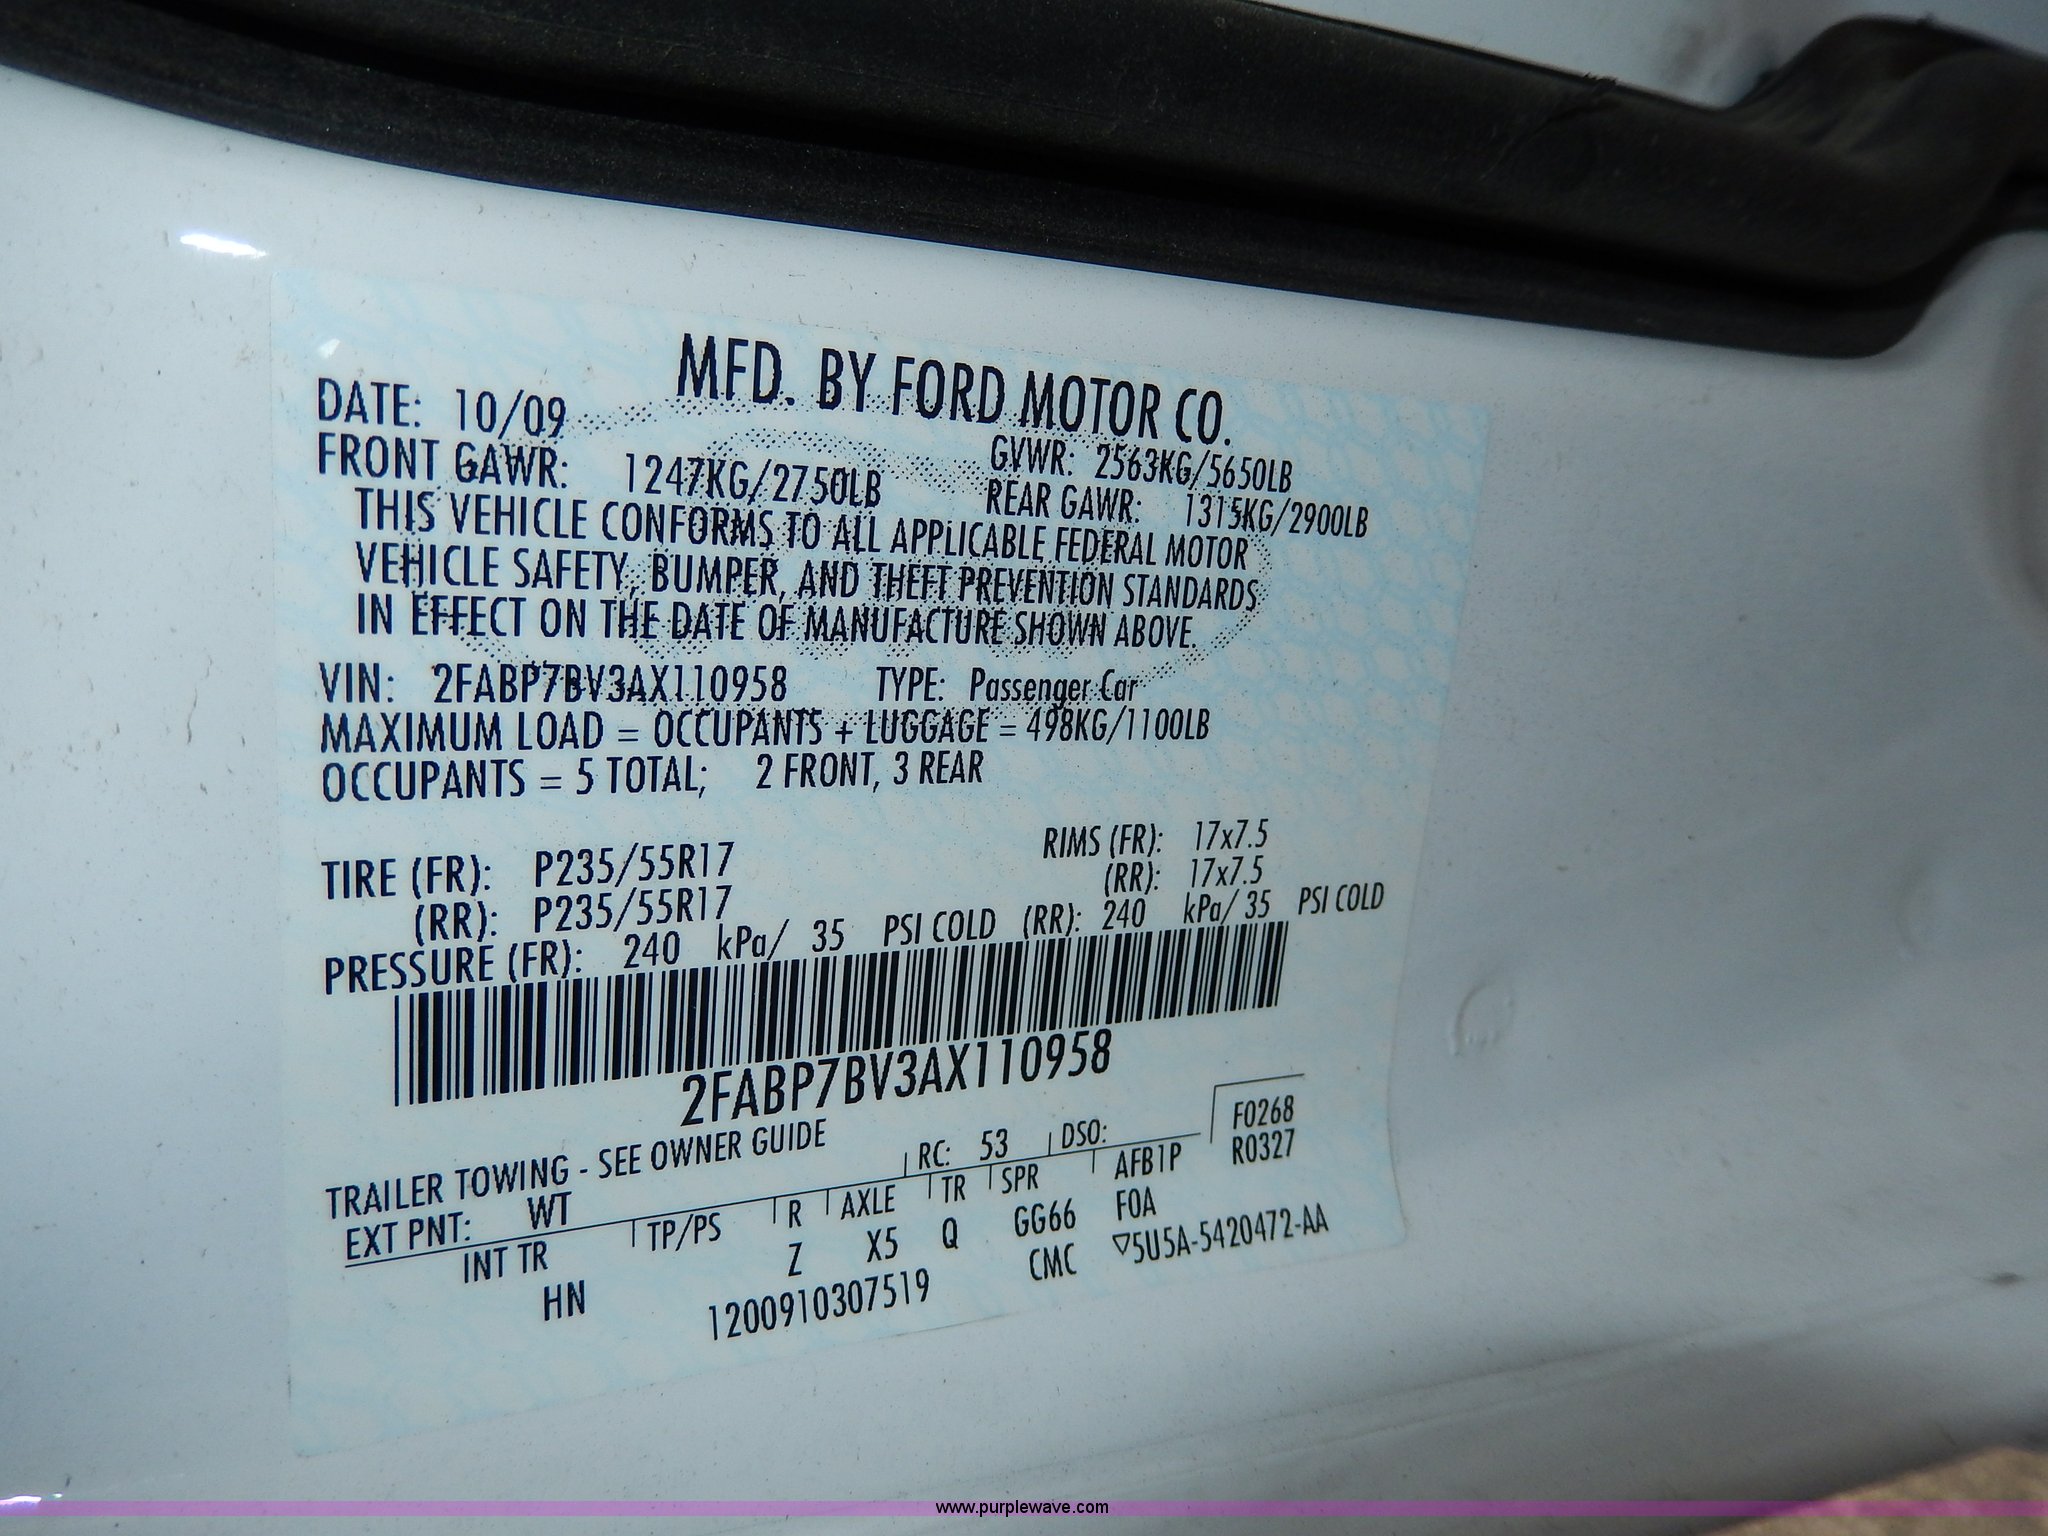 MFD. BY FORD MOTOR CO.
DATE: 10/09 GVWR: 2563KG/5650LB
FRONT GAWR: 1247KG/2750LB REAR GAWR: 1315KG/2900LB
THIS VEHICLE CONFORMS TO ALL APPLICABLE FEDERAL MOTOR
VEHICLE SAFETY, BUMPER, AND THEFT PREVENTION STANDARDS
IN EFFECT ON THE DATE OF MANUFACTURE SHOWN ABOVE.
VIN: 2FABP7BV3AX110958 TYPE: Passenger Car
MAXIMUM LOAD = OCCUPANTS + LUGGAGE = 498KG/1100LB
OCCUPANTS = 5 TOTAL; 2 FRONT, 3 REAR
TIRE (FR): P235/55R17 RIMS (FR): 17x7.5
(RR): P235/55R17 (RR): 17x7.5
PRESSURE (FR): 240 kPa/ 35 PSI COLD (RR): 240 kPa/ 35 PSI COLD
2FABP7BV3AX110958
TRAILER TOWING - SEE OWNER GUIDE
EXT PNT: WT RC: 53 DSO: F0268
INT TR TP/PS R AXLE TR SPR AFB1P R0327
HN Z X5 Q GG66 F0A
1200910307519 CMC ▽5U5A-5420472-AA
www.purplewave.com